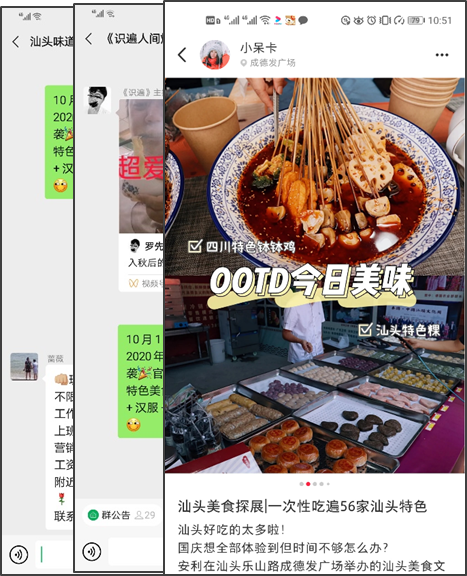 汕头味道
10月
2020
袭🎉
特色
+汉
菜薇
👊🏻
不限
工作
上班
营销
工资
附近
🌹
联系
《识遍人间
《识遍》主
超爱
罗先
入秋后的
视频号
10月1
2020年
袭🎉官
特色美食
+汉服
群公告 29
HD 4G 4G 79 10:51
小呆卡
成德发广场
四川特色钵钵鸡
OOTD今日美味
汕头特色粿
汕头美食探展|一次性吃遍56家汕头特色
汕头好吃的太多啦!
国庆想全部体验到但时间不够怎么办?
安利在汕头乐山路成德发广场举办的汕头美食文